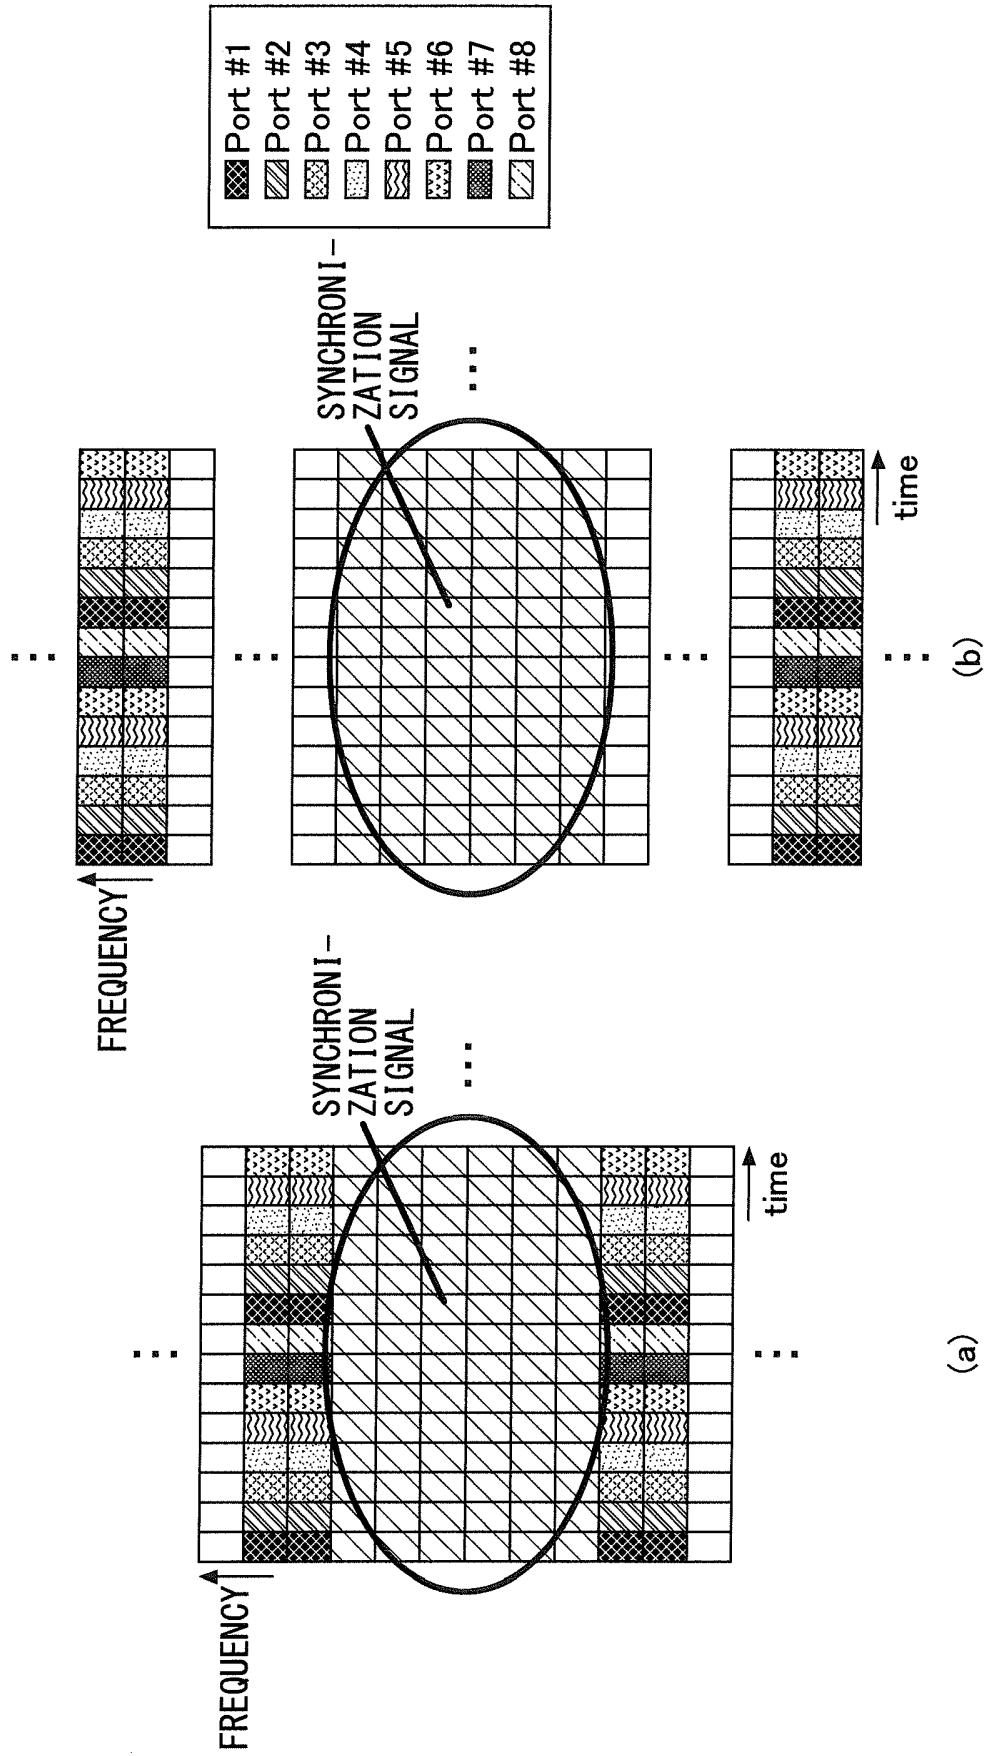 FREQUENCY
SYNCHRONI-
ZATION
SIGNAL
time
(a)
FREQUENCY
SYNCHRONI-
ZATION
SIGNAL
time
(b)
Port #1
Port #2
Port #3
Port #4
Port #5
Port #6
Port #7
Port #8